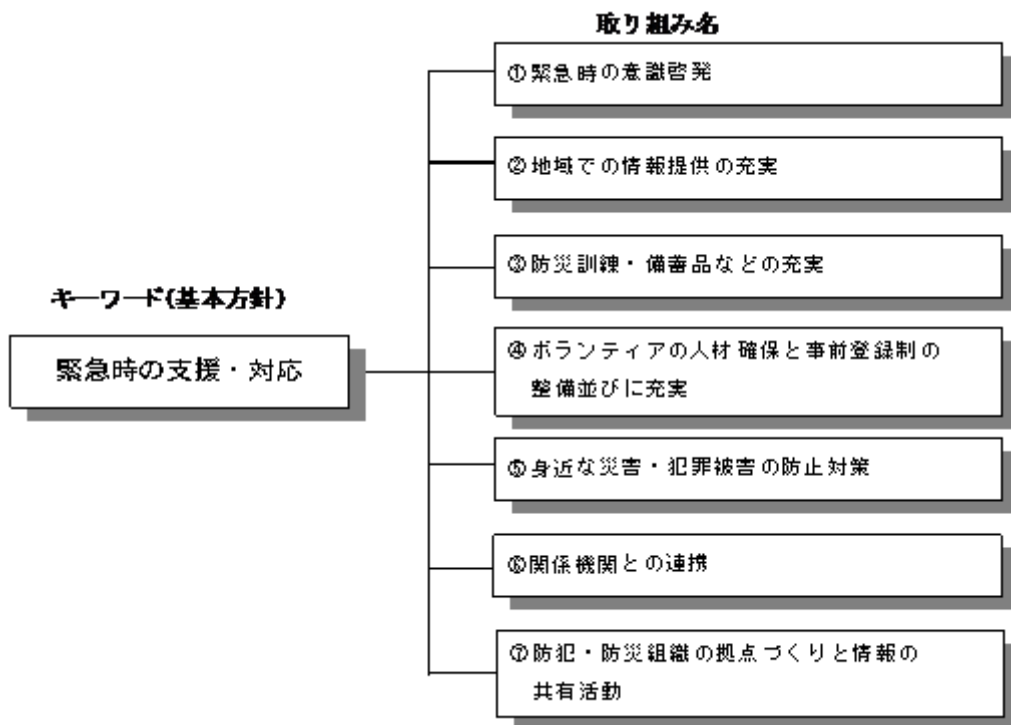 取り組み名
①緊急時の意識啓発
②地域での情報提供の充実
③防災訓練・備蓄品などの充実
キーワード(基本方針)
緊急時の支援・対応
④ボランティアの人材確保と事前登録制の
整備並びに充実
⑤身近な災害・犯罪被害の防止対策
⑥関係機関との連携
⑦防犯・防災組織の拠点づくりと情報の
共有活動